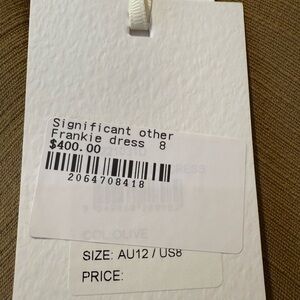 Significant other
Frankie dress 8
$400.00
2064708418
COL:OLIVE
SIZE: AU12 / US8
PRICE: